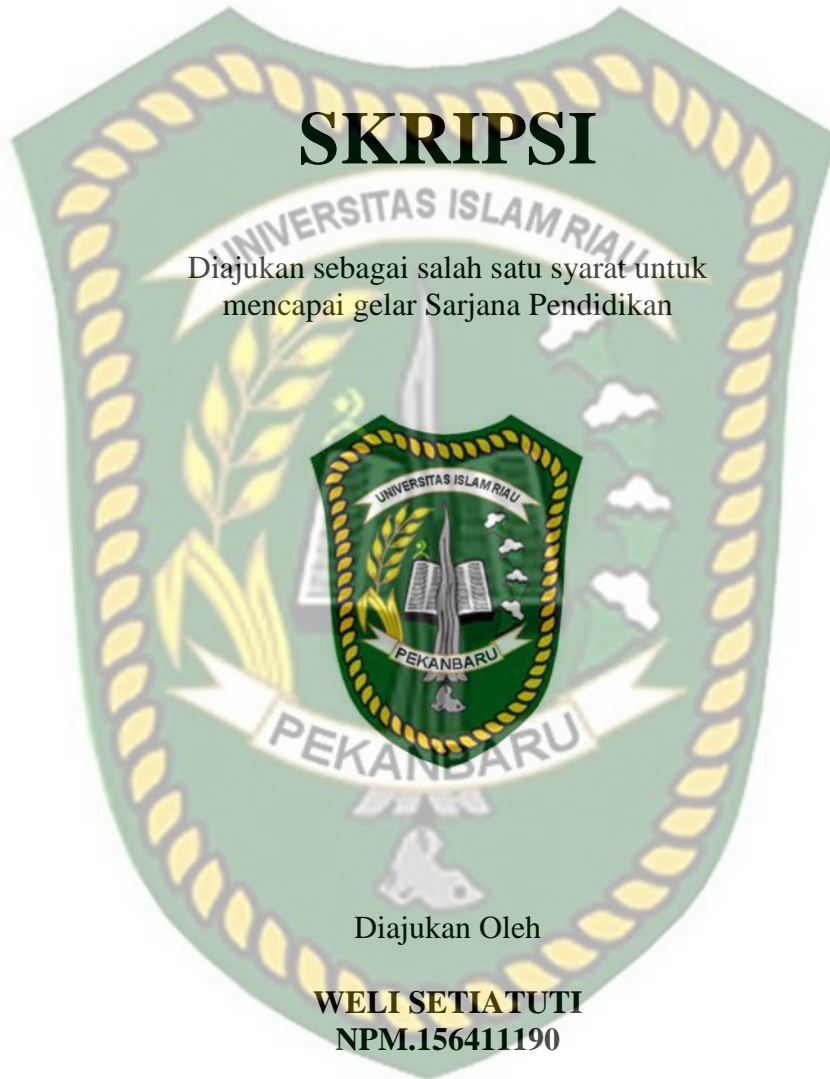 SKRIPSI
UNIVERSITAS ISLAM RIAU
Diajukan sebagai salah satu syarat untuk
mencapai gelar Sarjana Pendidikan
UNIVERSITAS ISLAM RIAU
PEKANBARU
PEKANBARU
Diajukan Oleh
WELI SETIATUTI
NPM.156411190